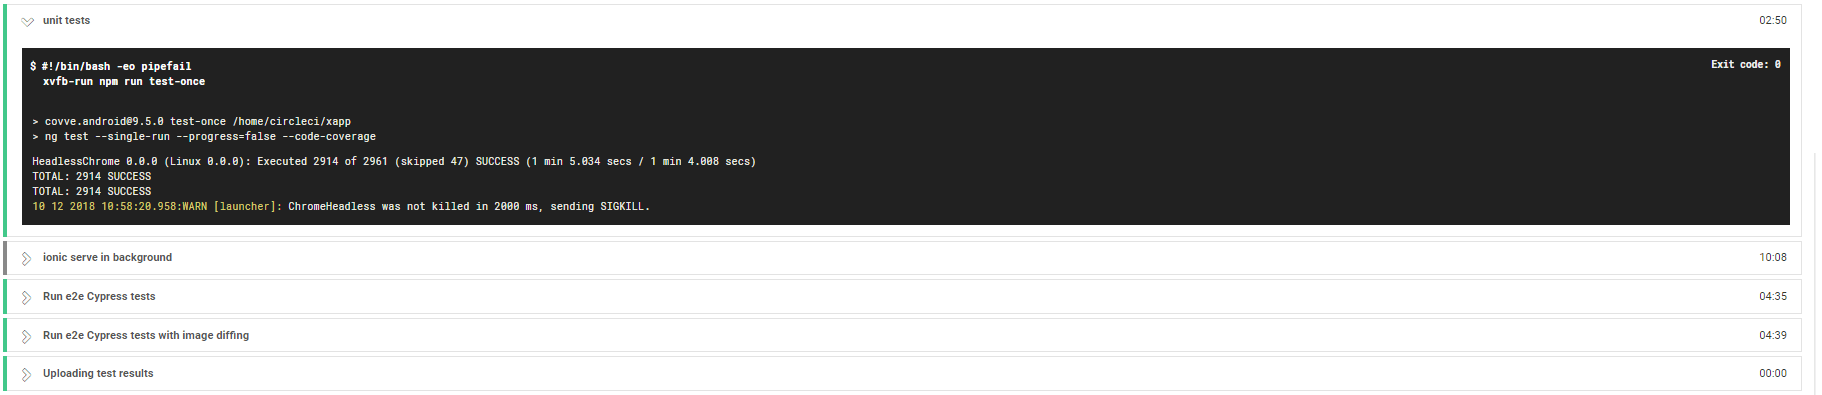 unit tests 02:50
$ #!/bin/bash -eo pipefail Exit code: 0
xvfb-run npm run test-once
> covve.android@9.5.0 test-once /home/circleci/xapp
> ng test --single-run --progress=false --code-coverage
HeadlessChrome 0.0.0 (Linux 0.0.0): Executed 2914 of 2961 (skipped 47) SUCCESS (1 min 5.034 secs / 1 min 4.008 secs)
TOTAL: 2914 SUCCESS
TOTAL: 2914 SUCCESS
10 12 2018 10:58:20.958:WARN [launcher]: ChromeHeadless was not killed in 2000 ms, sending SIGKILL.
ionic serve in background 10:08
Run e2e Cypress tests 04:35
Run e2e Cypress tests with image diffing 04:39
Uploading test results 00:00